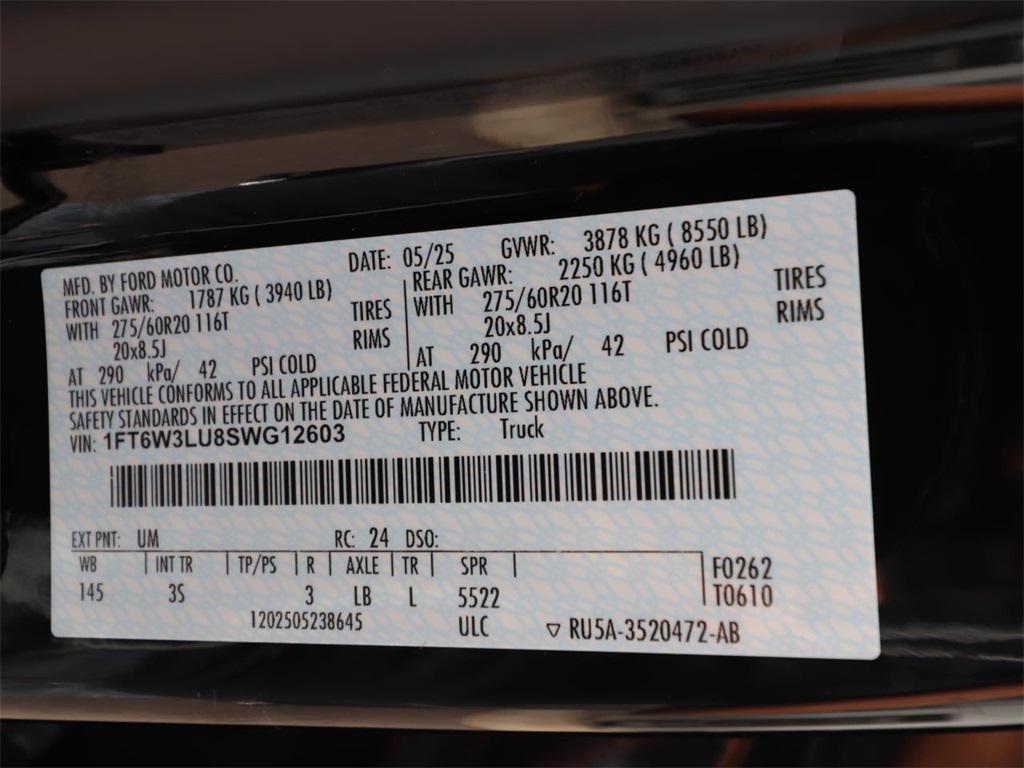 MFD. BY FORD MOTOR CO. DATE: 05/25 GVWR: 3878 KG ( 8550 LB)
FRONT GAWR: 1787 KG ( 3940 LB) REAR GAWR: 2250 KG ( 4960 LB)
WITH 275/60R20 116T TIRES WITH 275/60R20 116T TIRES
20x8.5J RIMS 20x8.5J RIMS
AT 290 kPa/ 42 PSI COLD AT 290 kPa/ 42 PSI COLD
THIS VEHICLE CONFORMS TO ALL APPLICABLE FEDERAL MOTOR VEHICLE
SAFETY STANDARDS IN EFFECT ON THE DATE OF MANUFACTURE SHOWN ABOVE.
VIN: 1FT6W3LU8SWG12603 TYPE: Truck
EXT PNT: UM RC: 24 DSO:
WB INT TR TP/PS R AXLE TR SPR F0262
145 3S 3 LB L 5522 T0610
1202505238645 ULC ▽ RU5A-3520472-AB